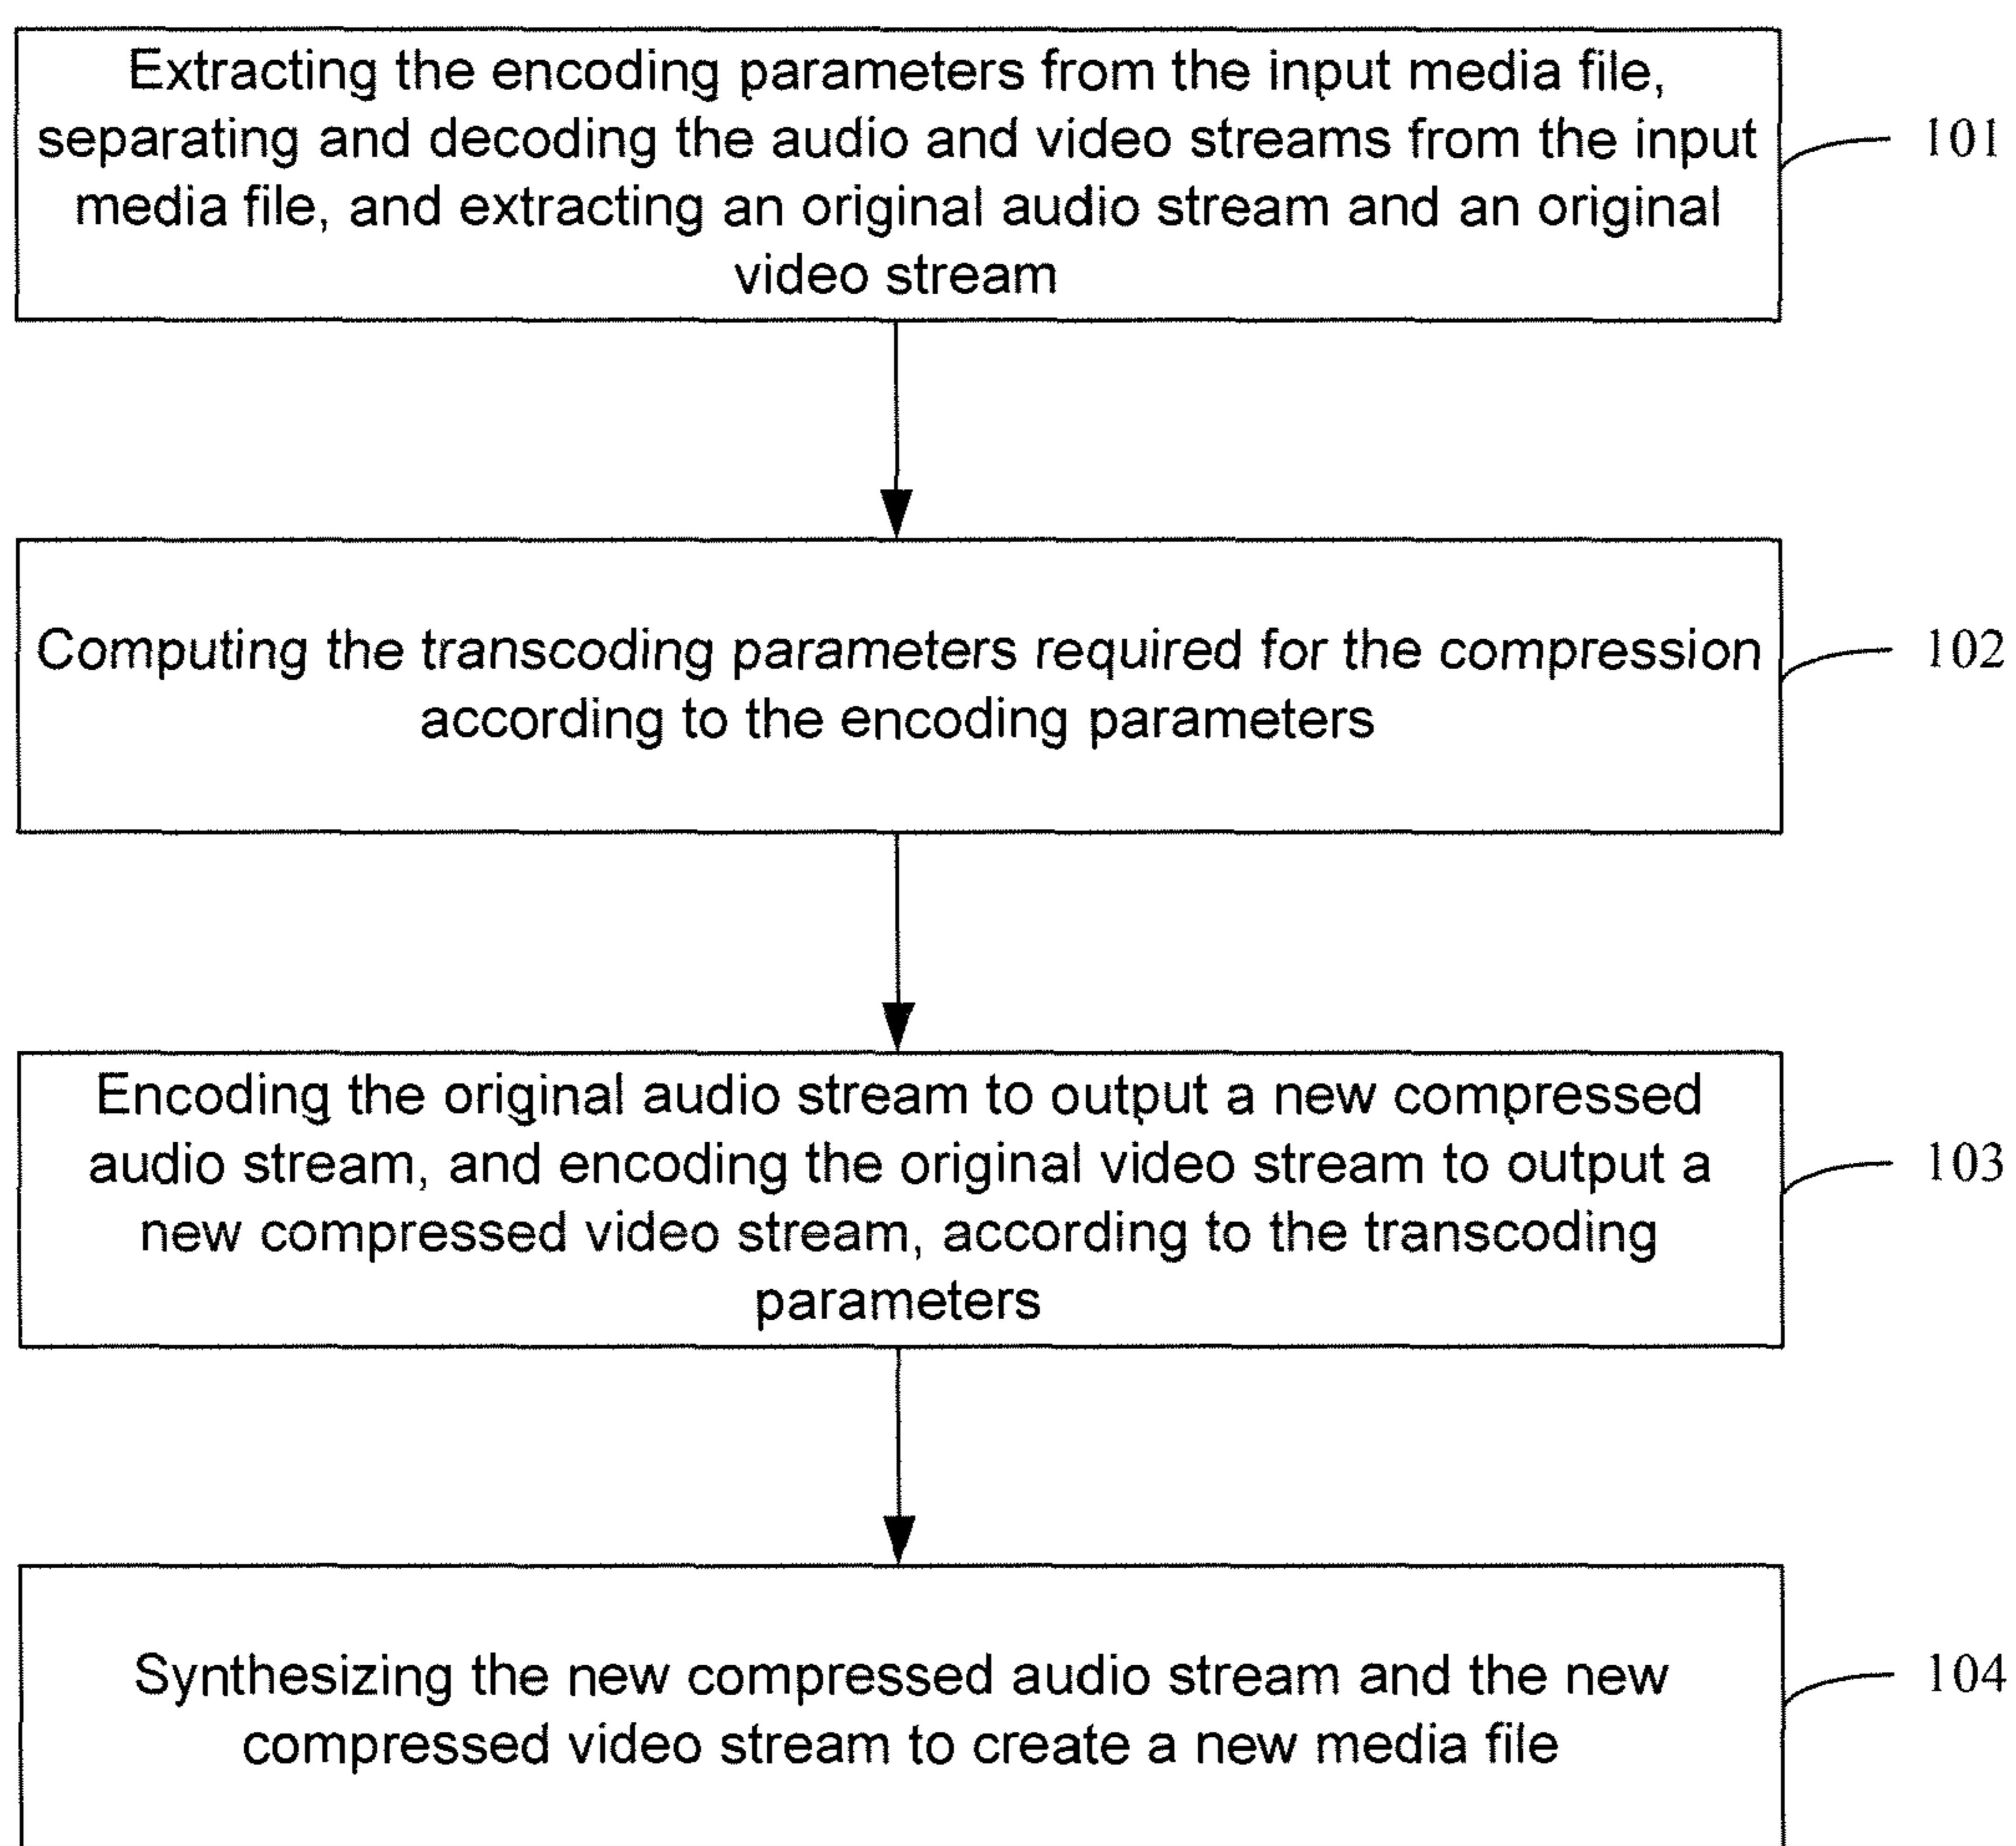 Extracting the encoding parameters from the input media file,
separating and decoding the audio and video streams from the input
media file, and extracting an original audio stream and an original
video stream
101
Computing the transcoding parameters required for the compression
according to the encoding parameters
102
Encoding the original audio stream to output a new compressed
audio stream, and encoding the original video stream to output a
new compressed video stream, according to the transcoding
parameters
103
Synthesizing the new compressed audio stream and the new
compressed video stream to create a new media file
104